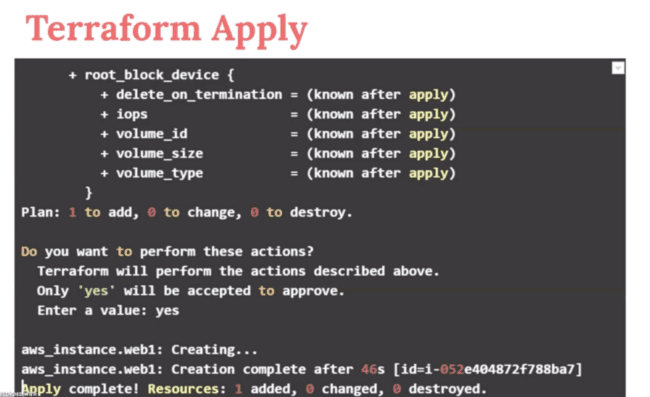 Terraform Apply
+ root_block_device {
+ delete_on_termination = (known after apply)
+ iops = (known after apply)
+ volume_id = (known after apply)
+ volume_size = (known after apply)
+ volume_type = (known after apply)
}
Plan: 1 to add, 0 to change, 0 to destroy.
Do you want to perform these actions?
Terraform will perform the actions described above.
Only 'yes' will be accepted to approve.
Enter a value: yes
aws_instance.web1: Creating...
aws_instance.web1: Creation complete after 46s [id=i-052e404872f788ba7]
Apply complete! Resources: 1 added, 0 changed, 0 destroyed.